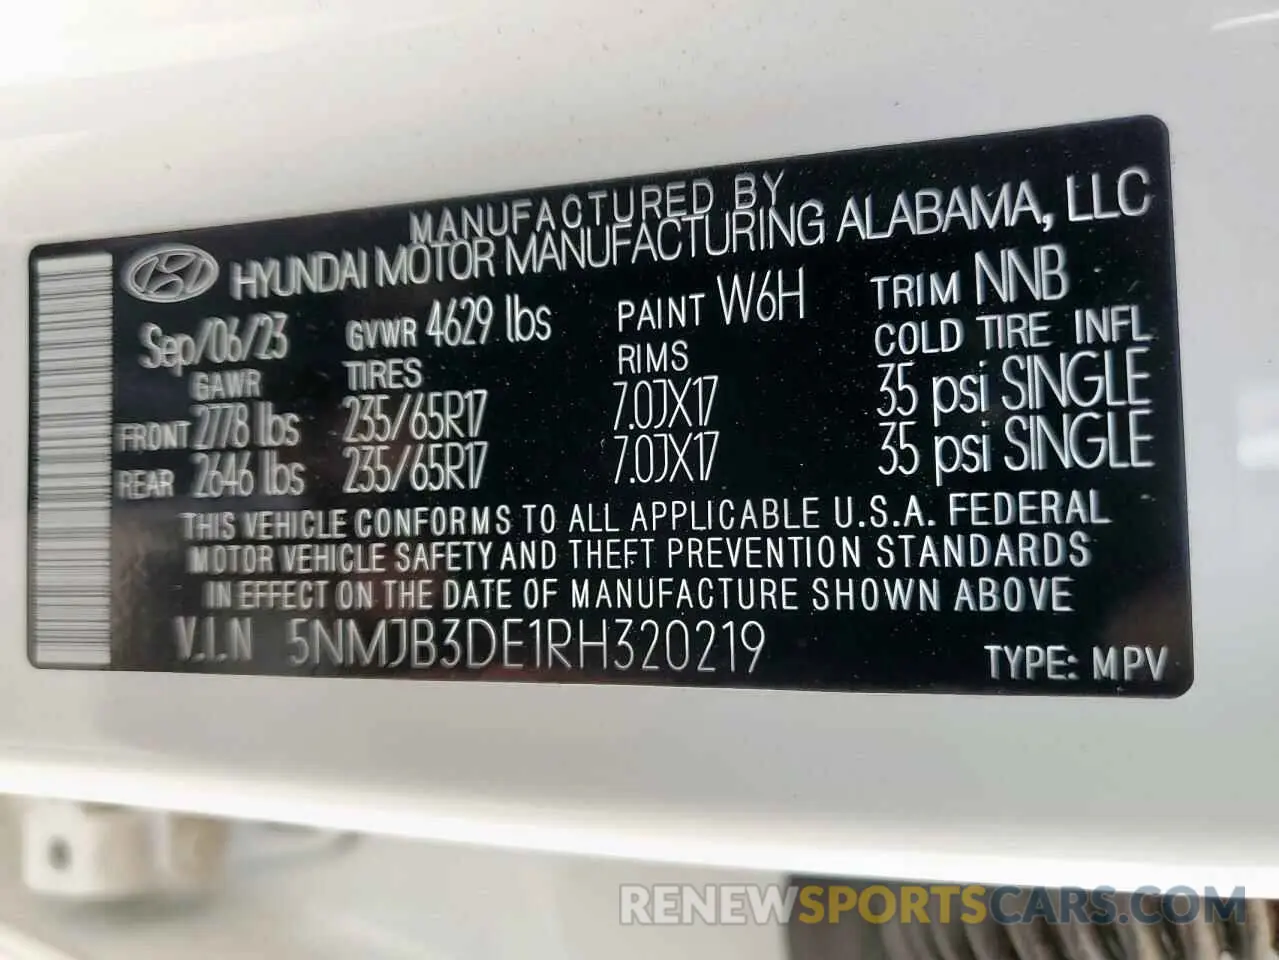 MANUFACTURED BY
HYUNDAI MOTOR MANUFACTURING ALABAMA, LLC
Sep/06/23 GVWR 4629 lbs PAINT W6H TRIM NNB
GAWR TIRES RIMS COLD TIRE INFL
FRONT 2778 lbs 235/65R17 7.0JX17 35 psi SINGLE
REAR 2646 lbs 235/65R17 7.0JX17 35 psi SINGLE
THIS VEHICLE CONFORMS TO ALL APPLICABLE U.S.A. FEDERAL
MOTOR VEHICLE SAFETY AND THEFT PREVENTION STANDARDS
IN EFFECT ON THE DATE OF MANUFACTURE SHOWN ABOVE
V.I.N 5NMJB3DE1RH320219
TYPE: MPV
RENEWSPORTSCARS.COM